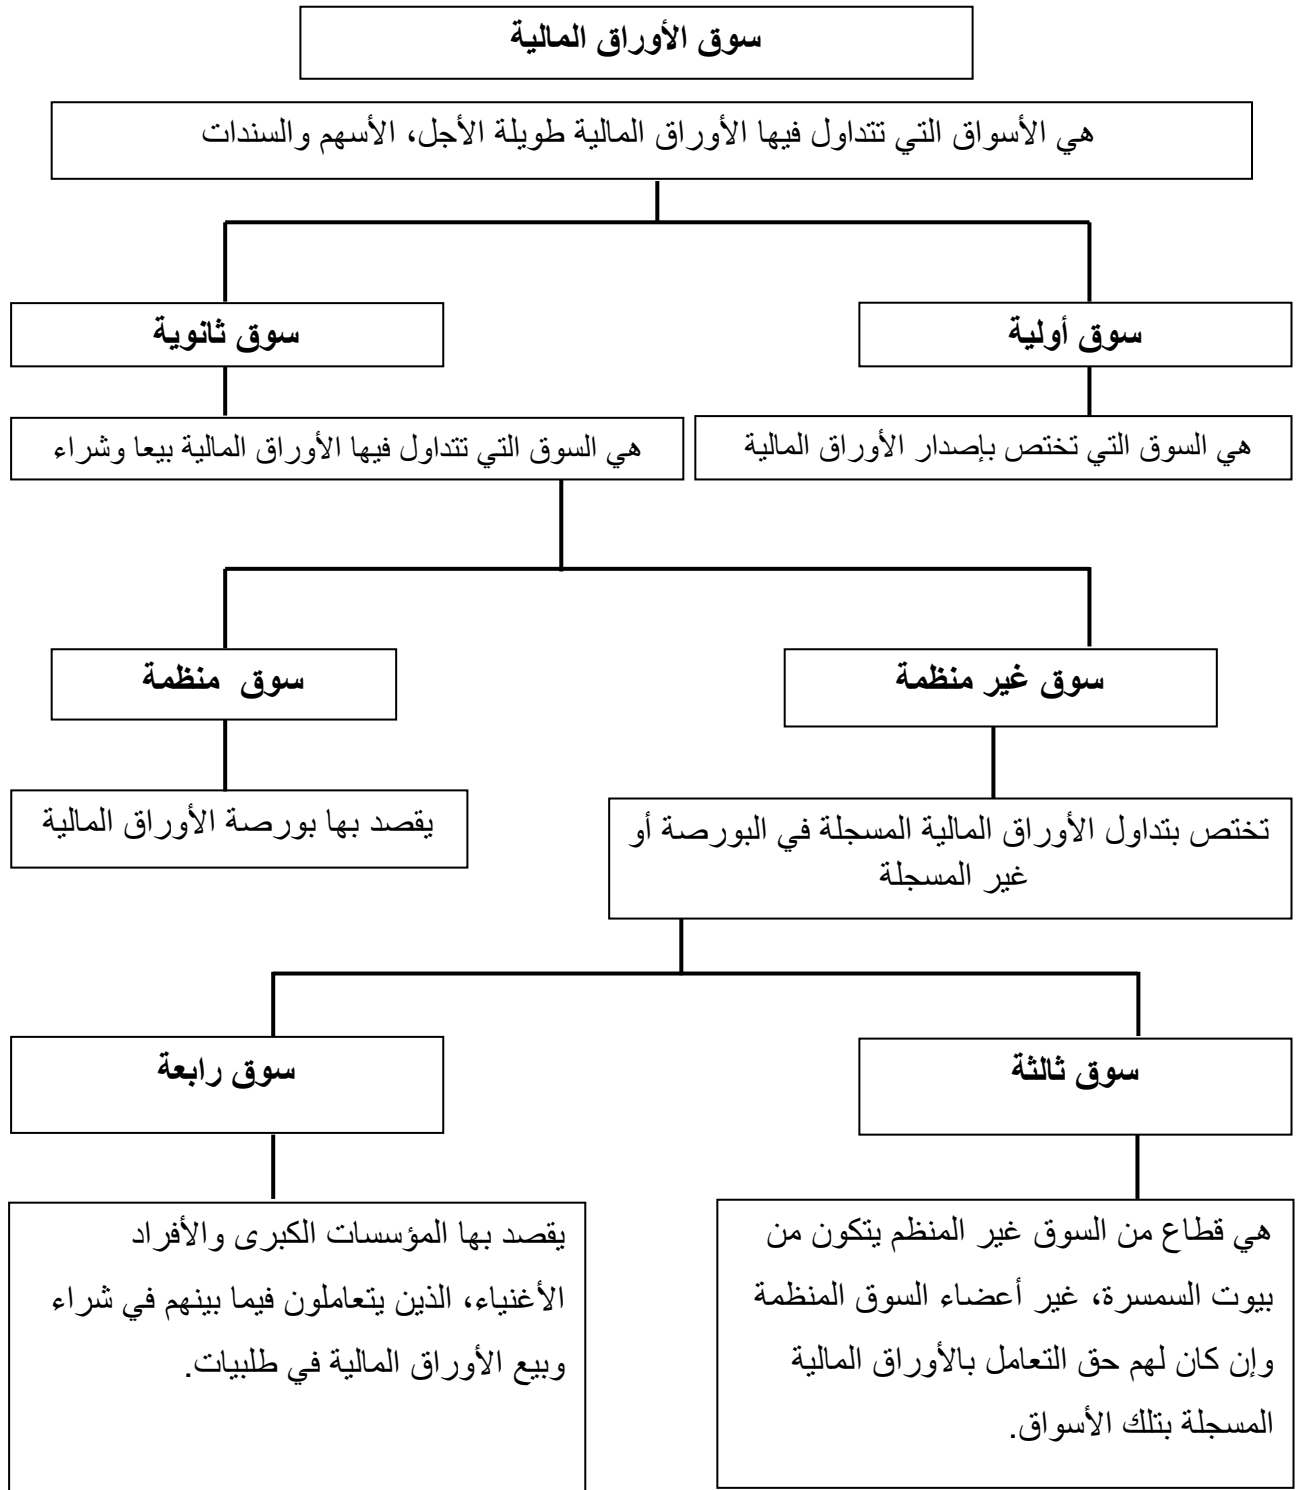 سوق الأوراق المالية
هي الأسواق التي تتداول فيها الأوراق المالية طويلة الأجل، الأسهم والسندات
سوق أولية
سوق ثانوية
هي السوق التي تختص بإصدار الأوراق المالية
هي السوق التي تتداول فيها الأوراق المالية بيعا وشراء
سوق غير منظمة
سوق منظمة
تختص بتداول الأوراق المالية المسجلة في البورصة أو
غير المسجلة
يقصد بها بورصة الأوراق المالية
سوق ثالثة
سوق رابعة
هي قطاع من السوق غير المنظم يتكون من
بيوت السمسرة، غير أعضاء السوق المنظمة
وإن كان لهم حق التعامل بالأوراق المالية
المسجلة بتلك الأسواق.
يقصد بها المؤسسات الكبرى والأفراد
الأغنياء، الذين يتعاملون فيما بينهم في شراء
وبيع الأوراق المالية في طلبيات.